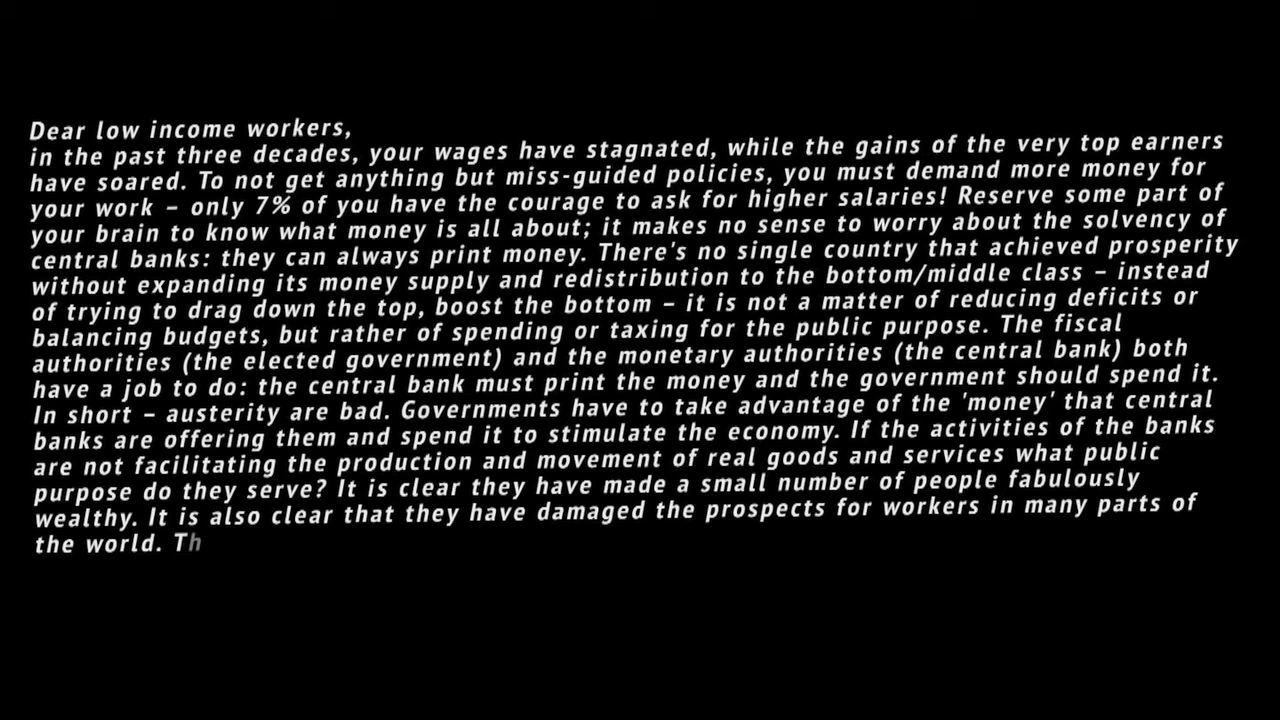 Dear low income workers,
in the past three decades, your wages have stagnated, while the gains of the very top earners
have soared. To not get anything but miss-guided policies, you must demand more money for
your work – only 7% of you have the courage to ask for higher salaries! Reserve some part of
your brain to know what money is all about; it makes no sense to worry about the solvency of
central banks: they can always print money. There's no single country that achieved prosperity
without expanding its money supply and redistribution to the bottom/middle class – instead
of trying to drag down the top, boost the bottom – it is not a matter of reducing deficits or
balancing budgets, but rather of spending or taxing for the public purpose. The fiscal
authorities (the elected government) and the monetary authorities (the central bank) both
have a job to do: the central bank must print the money and the government should spend it.
In short – austerity are bad. Governments have to take advantage of the 'money' that central
banks are offering them and spend it to stimulate the economy. If the activities of the banks
are not facilitating the production and movement of real goods and services what public
purpose do they serve? It is clear they have made a small number of people fabulously
wealthy. It is also clear that they have damaged the prospects for workers in many parts of
the world. Th